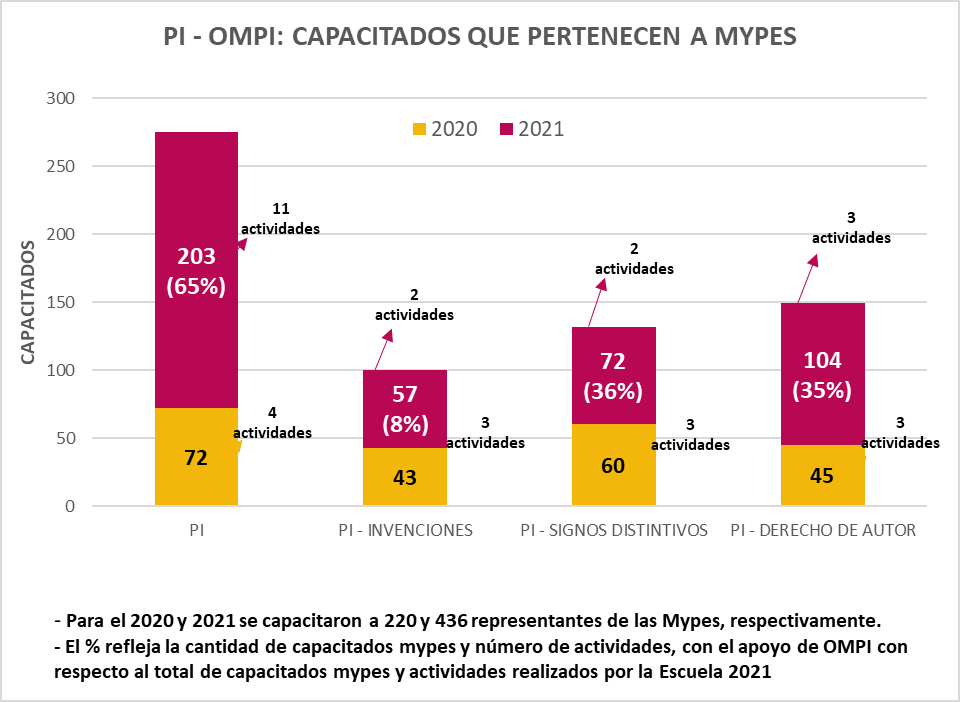 PI - OMPI: CAPACITADOS QUE PERTENECEN A MYPES
300
250
200
150
100
50
0
CAPACITADOS
2020
2021
11
actividades
203
(65%)
4
actividades
72
2
actividades
57
(8%)
3
actividades
43
2
actividades
72
(36%)
3
actividades
60
3
actividades
104
(35%)
3
actividades
45
PI
PI - INVENCIONES
PI - SIGNOS DISTINTIVOS
PI - DERECHO DE AUTOR
- Para el 2020 y 2021 se capacitaron a 220 y 436 representantes de las Mypes, respectivamente.
- El % refleja la cantidad de capacitados mypes y número de actividades, con el apoyo de OMPI con
respecto al total de capacitados mypes y actividades realizados por la Escuela 2021